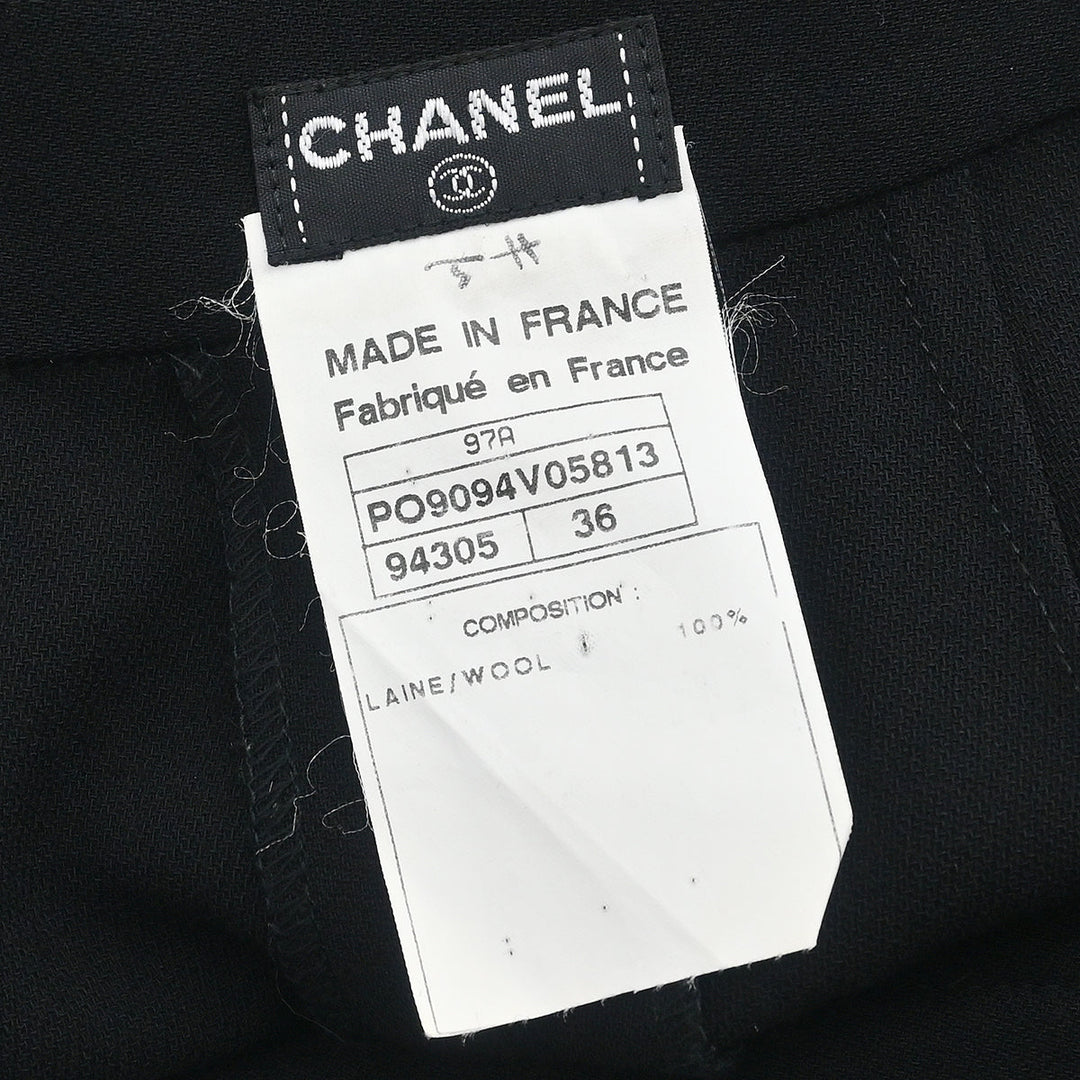 CHANEL
MADE IN FRANCE
Fabriqué en France
97A
PO9094V05813
94305 36
COMPOSITION :
100%
LAINE/WOOL